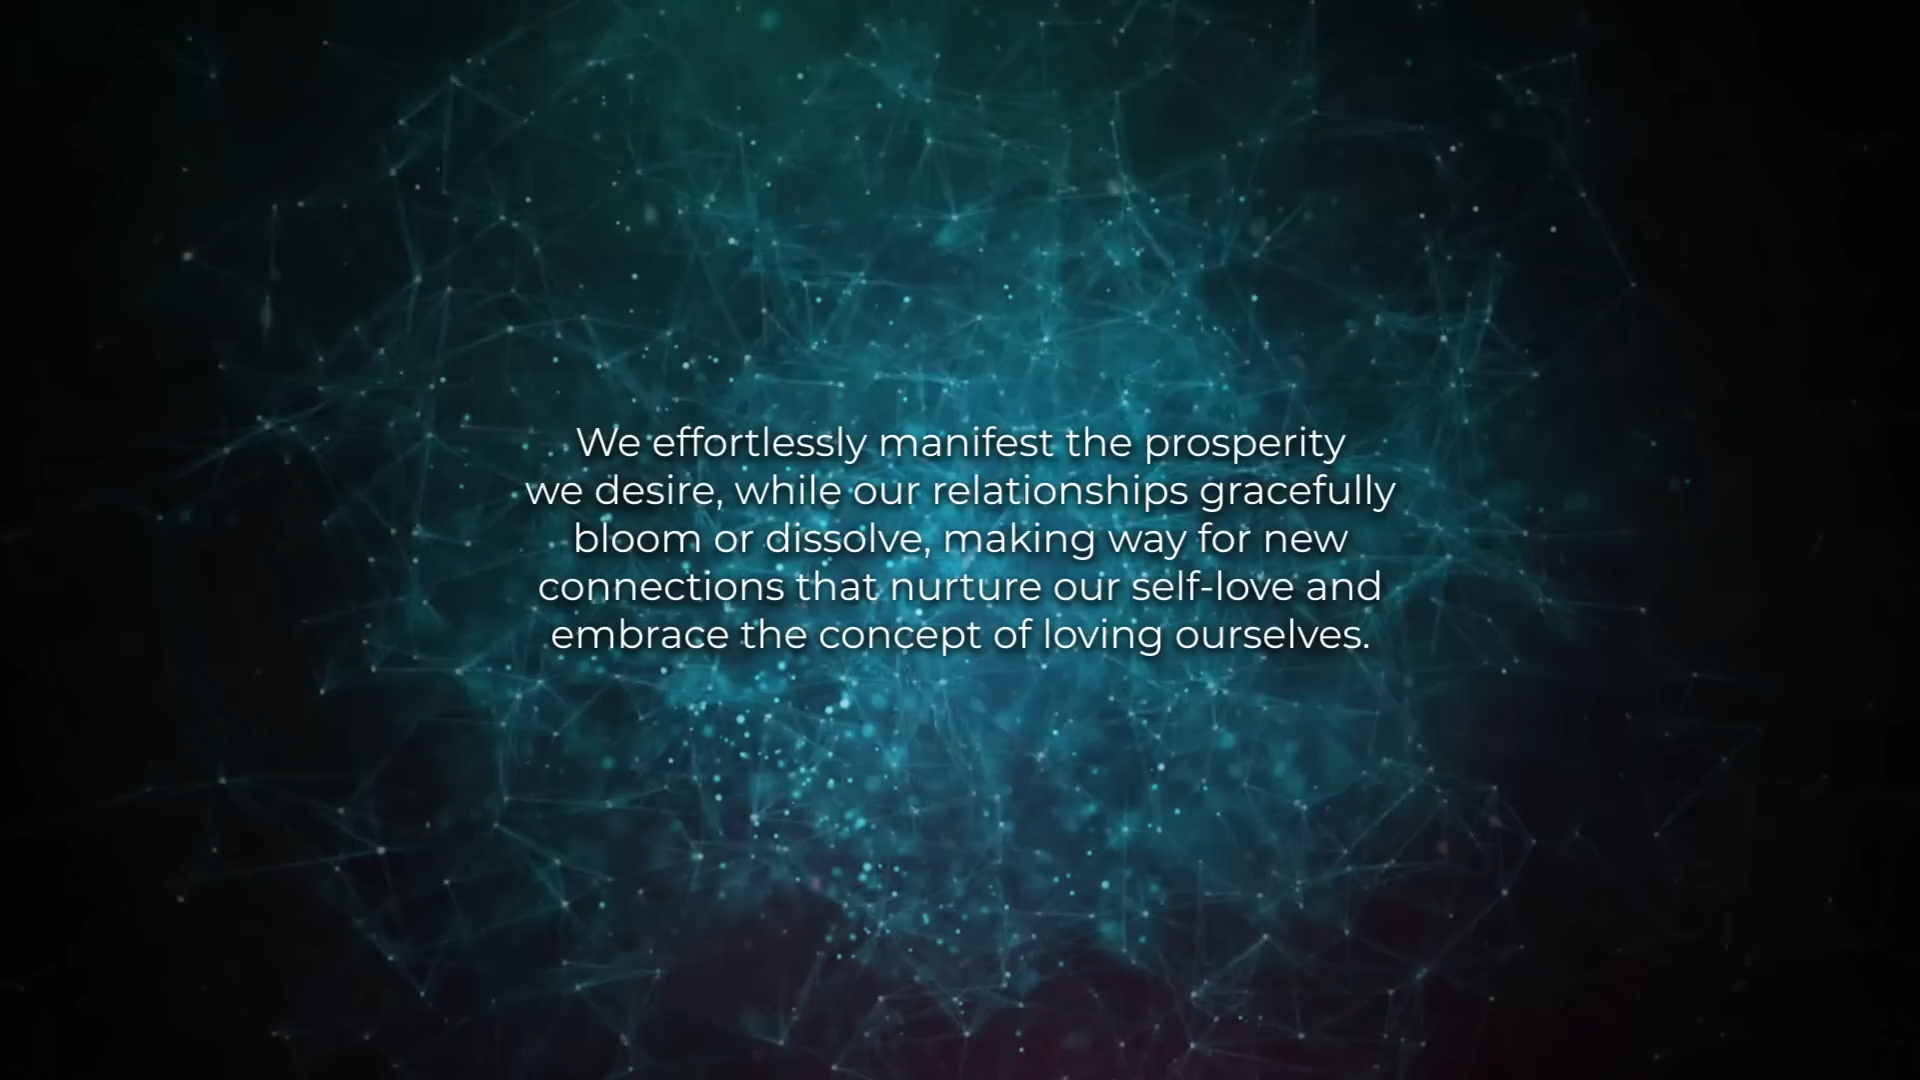 We effortlessly manifest the prosperity
we desire, while our relationships gracefully
bloom or dissolve, making way for new
connections that nurture our self-love and
embrace the concept of loving ourselves.